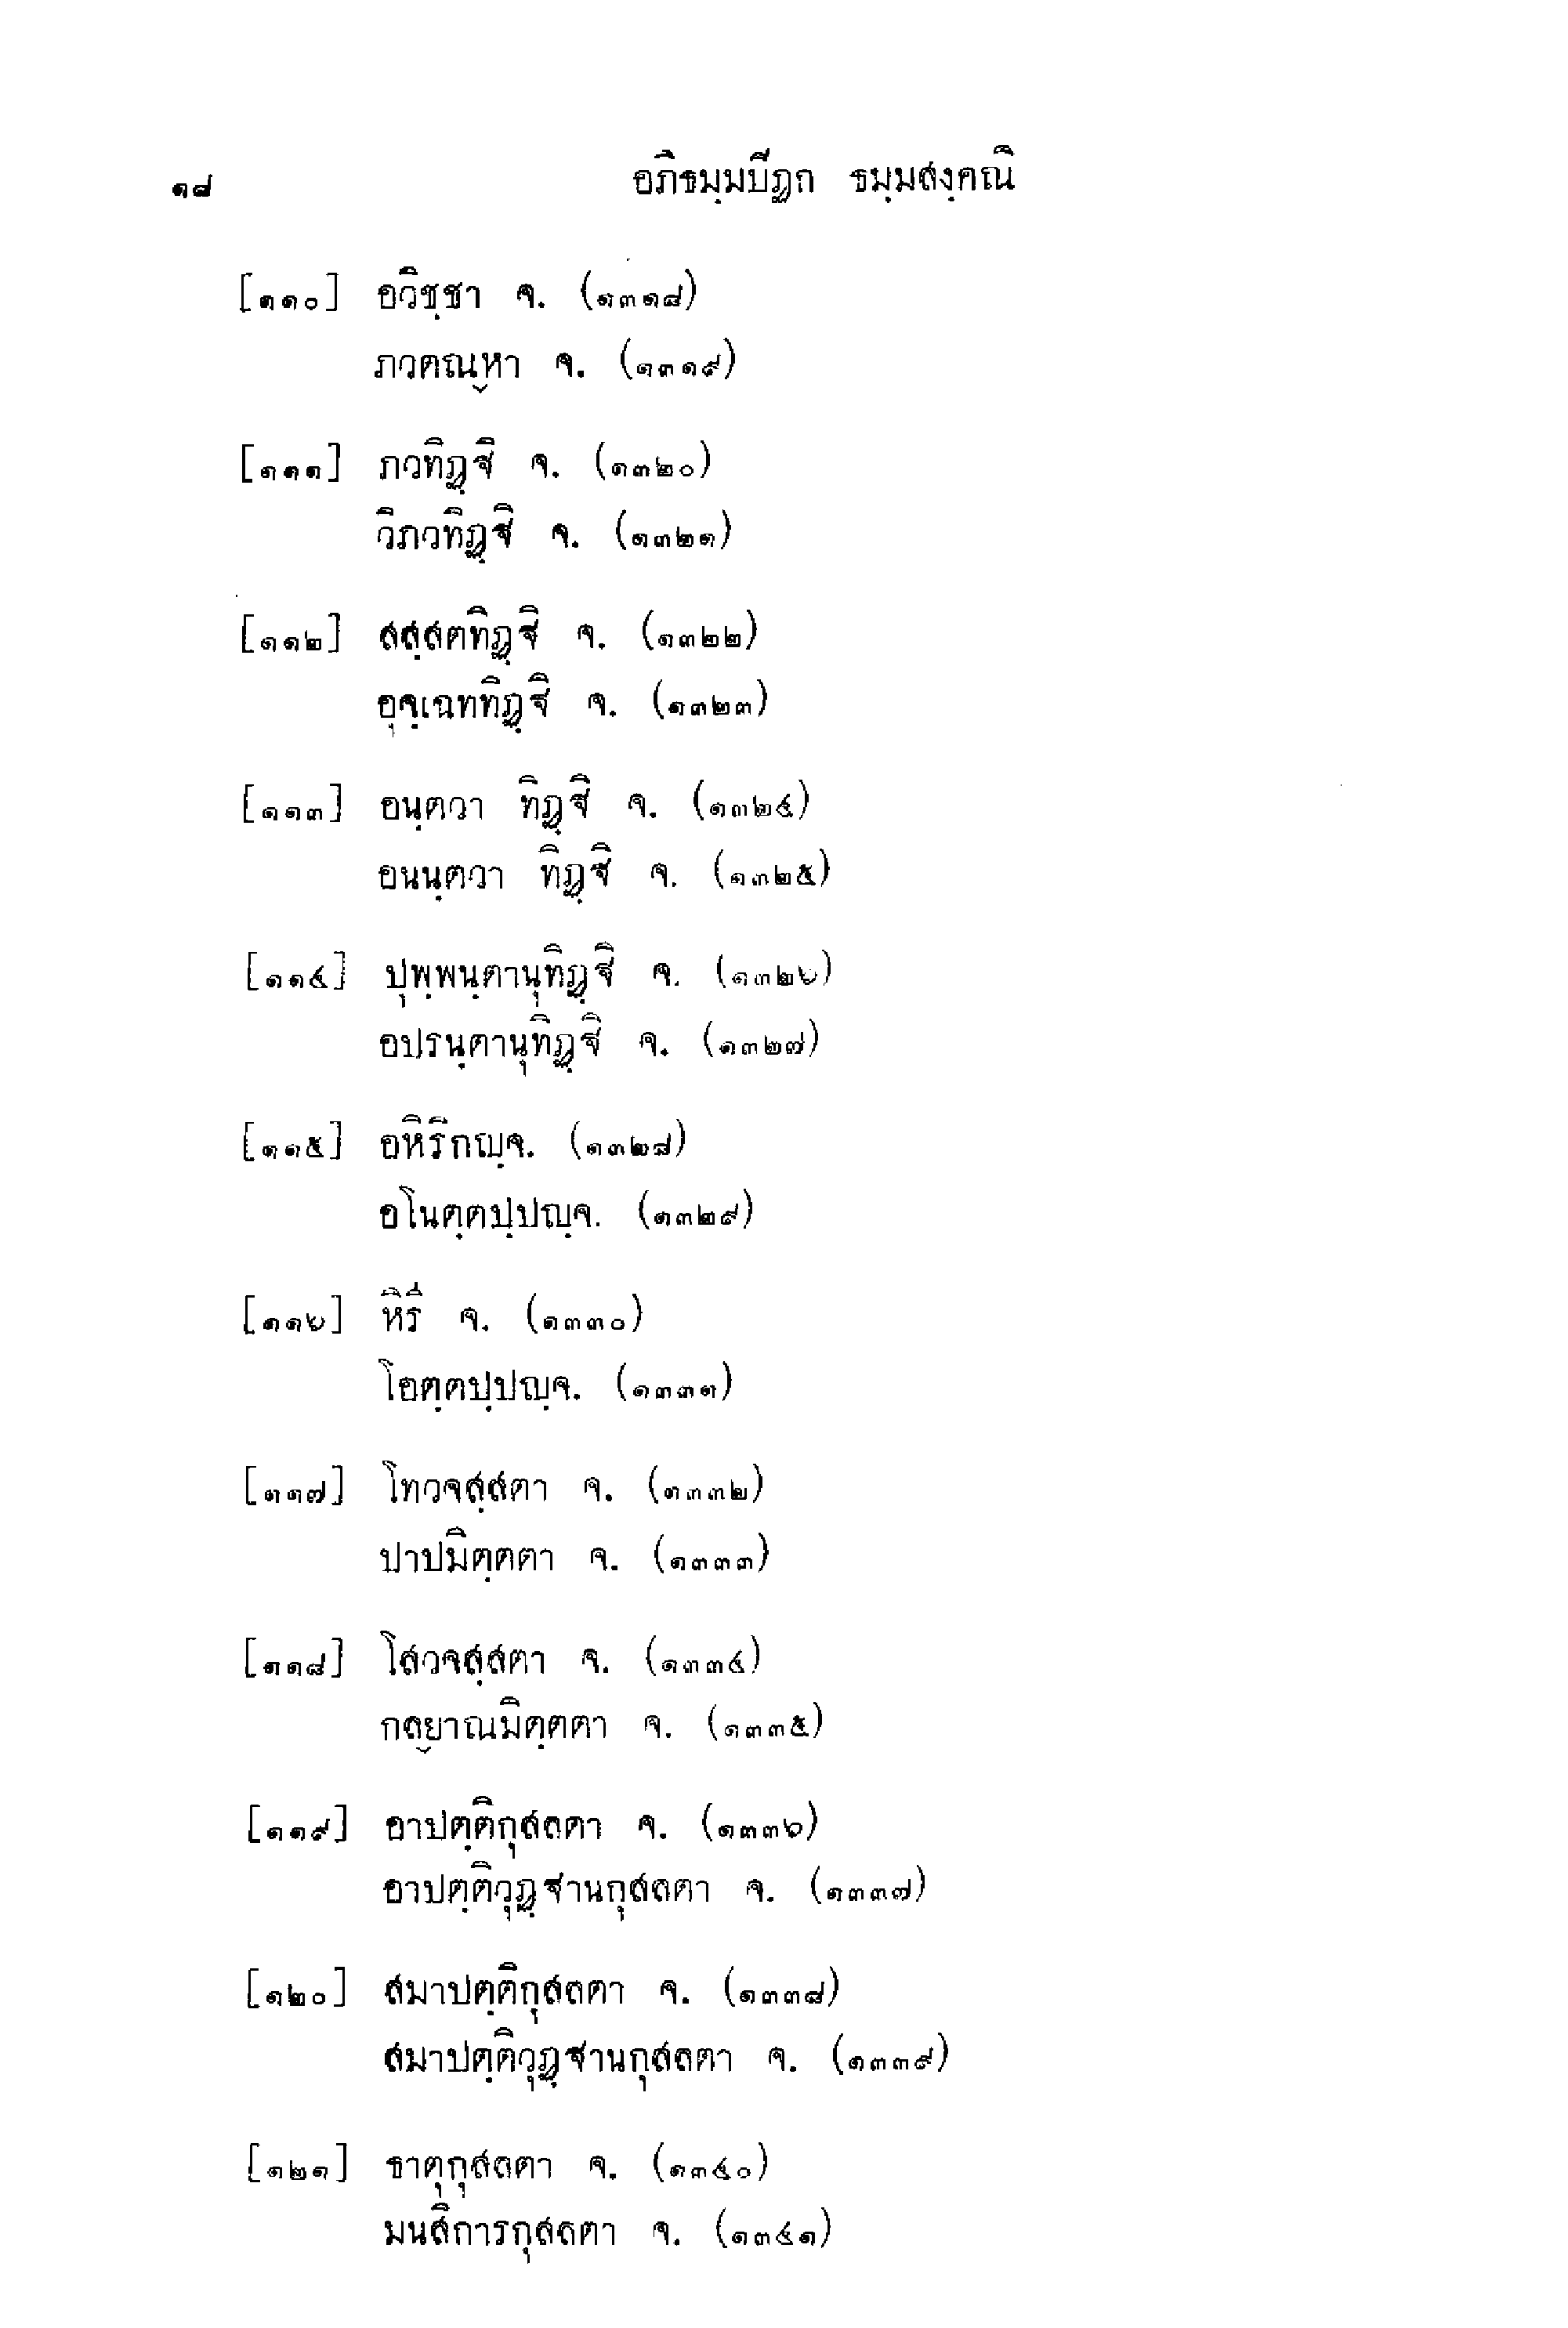 ๑๘ อภิธมฺมปิฏก ธมฺมสงฺคณิ
[๑๑๐] อวิชฺชา จ. (๑๓๑๘)
ภวตณฺหา จ. (๑๓๑๙)
[๑๑๑] ภวทิฏฺฐิ จ. (๑๓๒๐)
วิภวทิฏฺฐิ จ. (๑๓๒๑)
[๑๑๒] สสฺสตทิฏฺฐิ จ. (๑๓๒๒)
อุจฺเฉททิฏฺฐิ จ. (๑๓๒๓)
[๑๑๓] อนฺตวา ทิฏฺฐิ จ. (๑๓๒๔)
อนนฺตวา ทิฏฺฐิ จ. (๑๓๒๕)
[๑๑๔] ปุพฺพนฺตานุทิฏฺฐิ จ. (๑๓๒๖)
อปรนฺตานุทิฏฺฐิ จ. (๑๓๒๗)
[๑๑๕] อหิริกญฺจ. (๑๓๒๘)
อโนตฺตปฺปญฺจ. (๑๓๒๙)
[๑๑๖] หิริ จ. (๑๓๓๐)
โอตฺตปฺปญฺจ. (๑๓๓๑)
[๑๑๗] โทวจสฺสตา จ. (๑๓๓๒)
ปาปมิตฺตตา จ. (๑๓๓๓)
[๑๑๘] โสวจสฺสตา จ. (๑๓๓๔)
กลฺยาณมิตฺตตา จ. (๑๓๓๕)
[๑๑๙] อาปตฺติกุสลตา จ. (๑๓๓๖)
อาปตฺติวุฏฺฐานกุสลตา จ. (๑๓๓๗)
[๑๒๐] สมาปตฺติกุสลตา จ. (๑๓๓๘)
สมาปตฺติวุฏฺฐานกุสลตา จ. (๑๓๓๙)
[๑๒๑] ธาตุกุสลตา จ. (๑๓๔๐)
มนสิการกุสลตา จ. (๑๓๔๑)